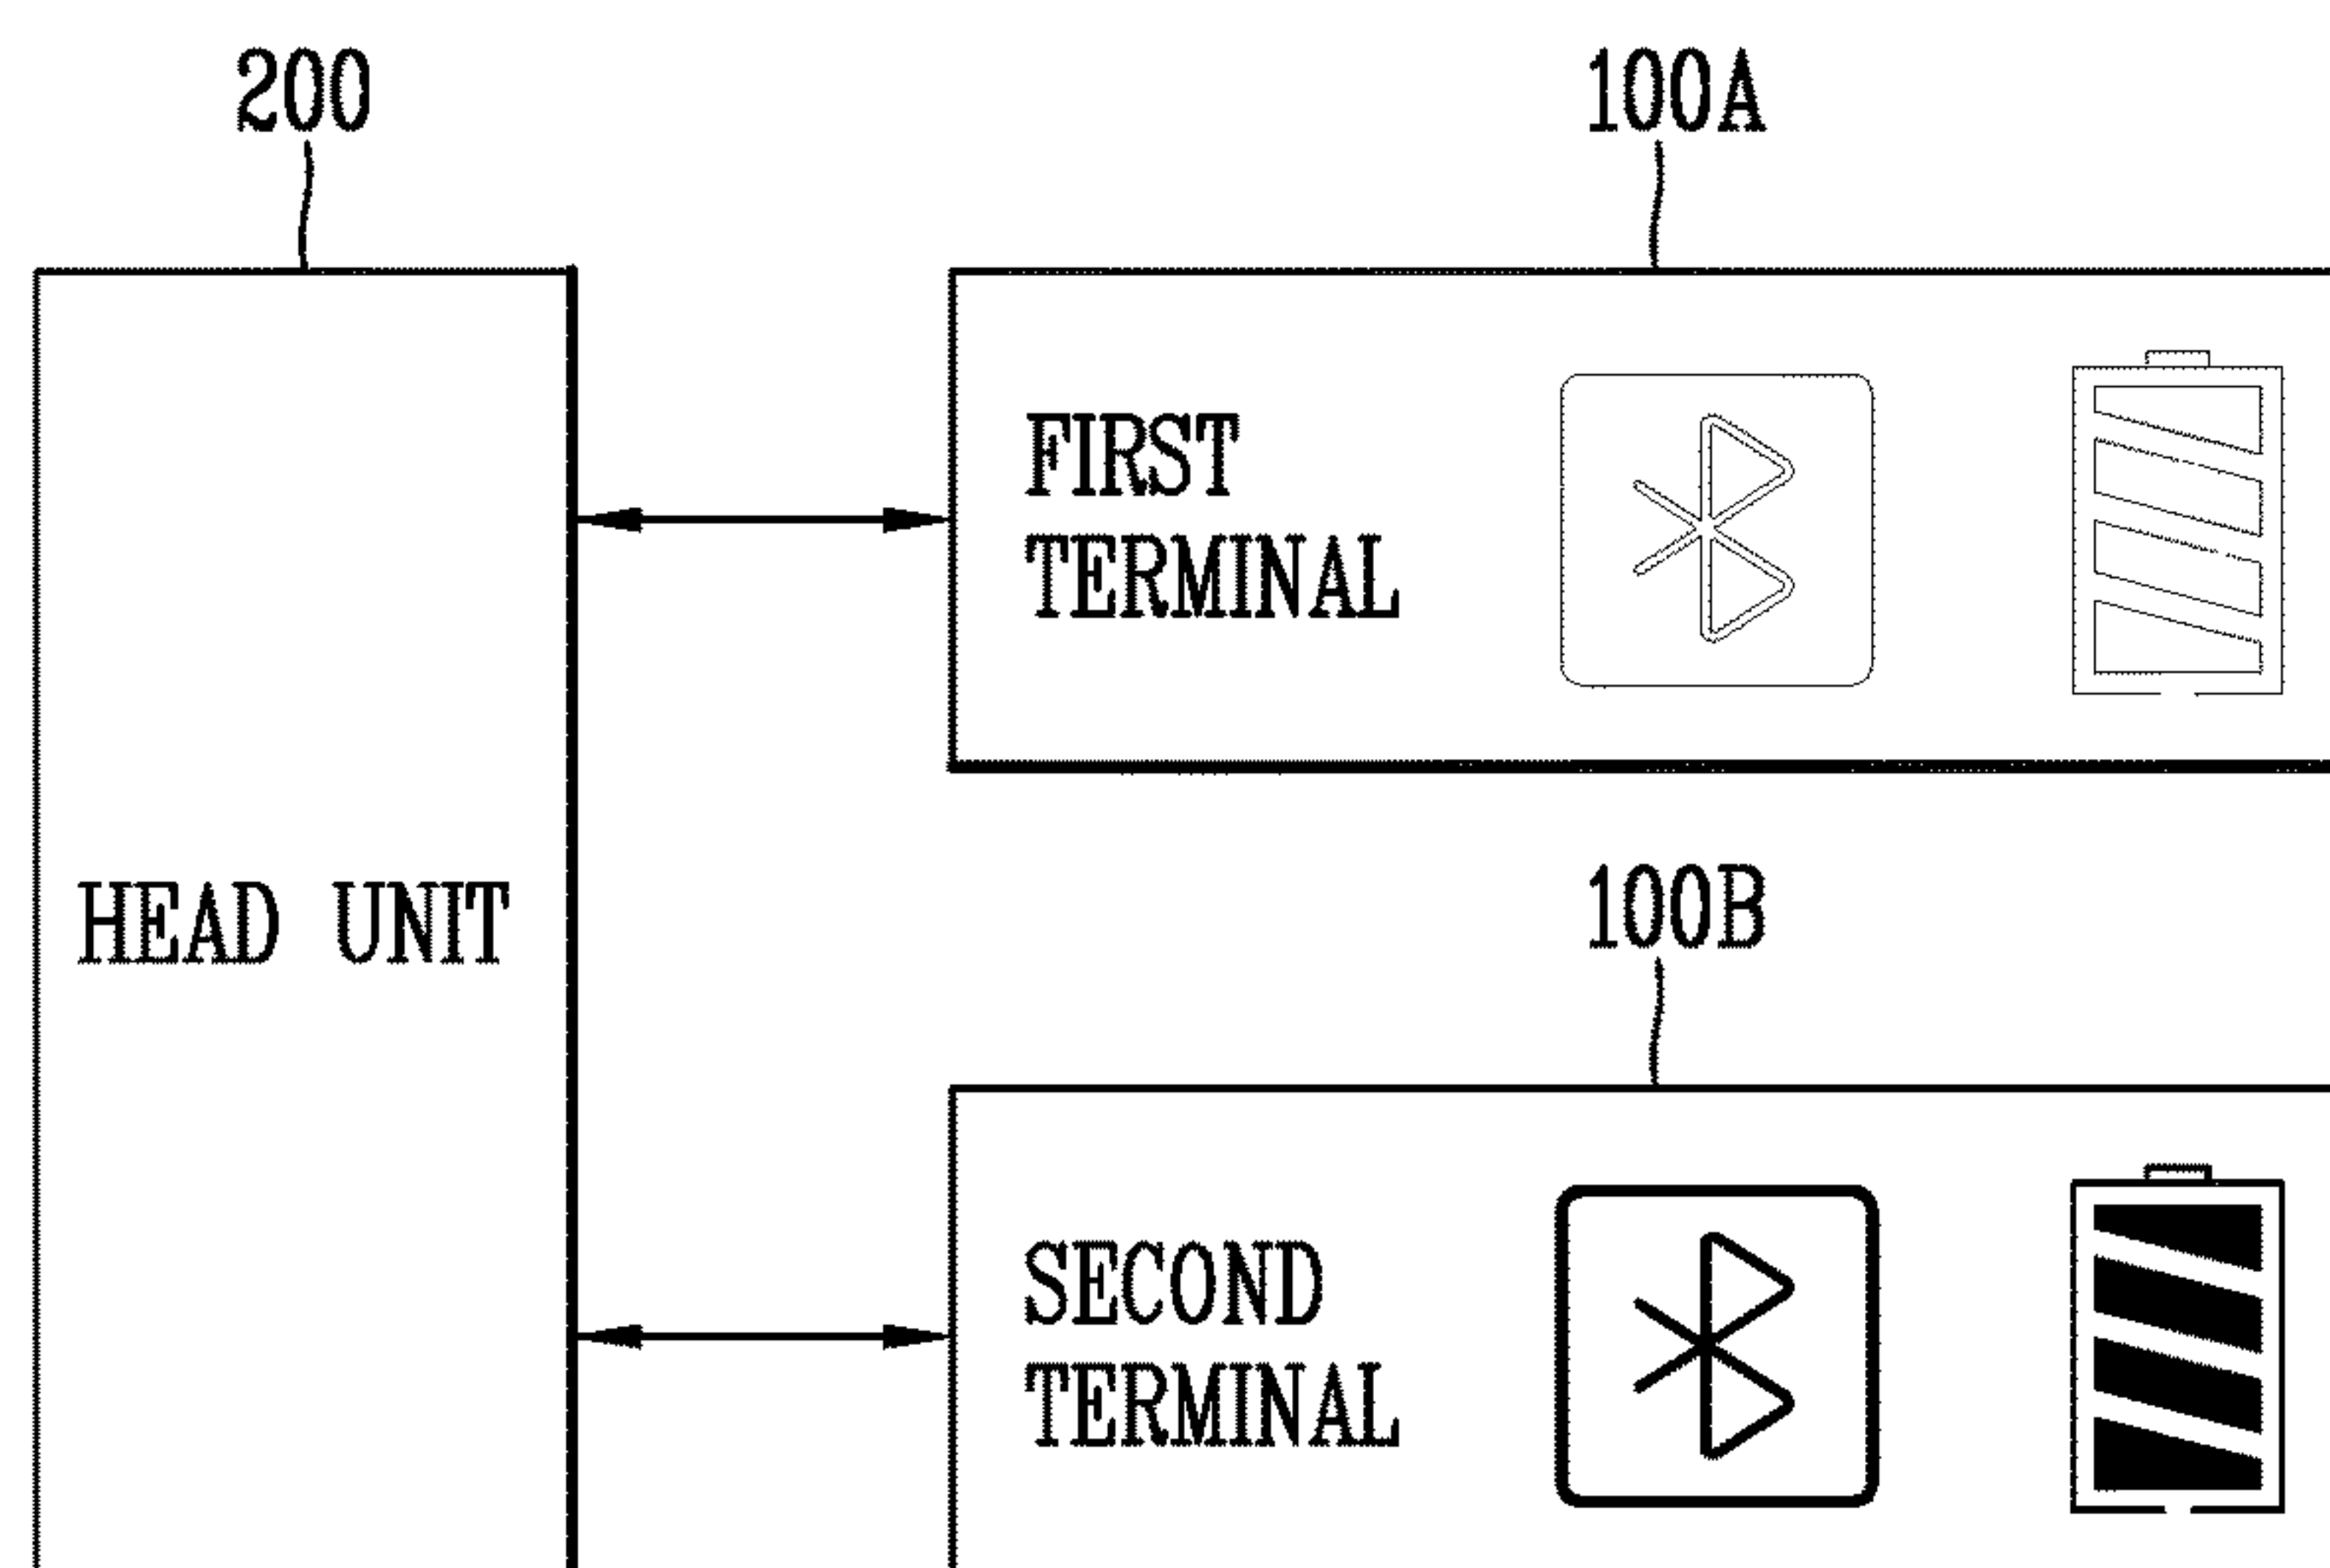 200
100A
FIRST
TERMINAL
HEAD UNIT
100B
SECOND
TERMINAL